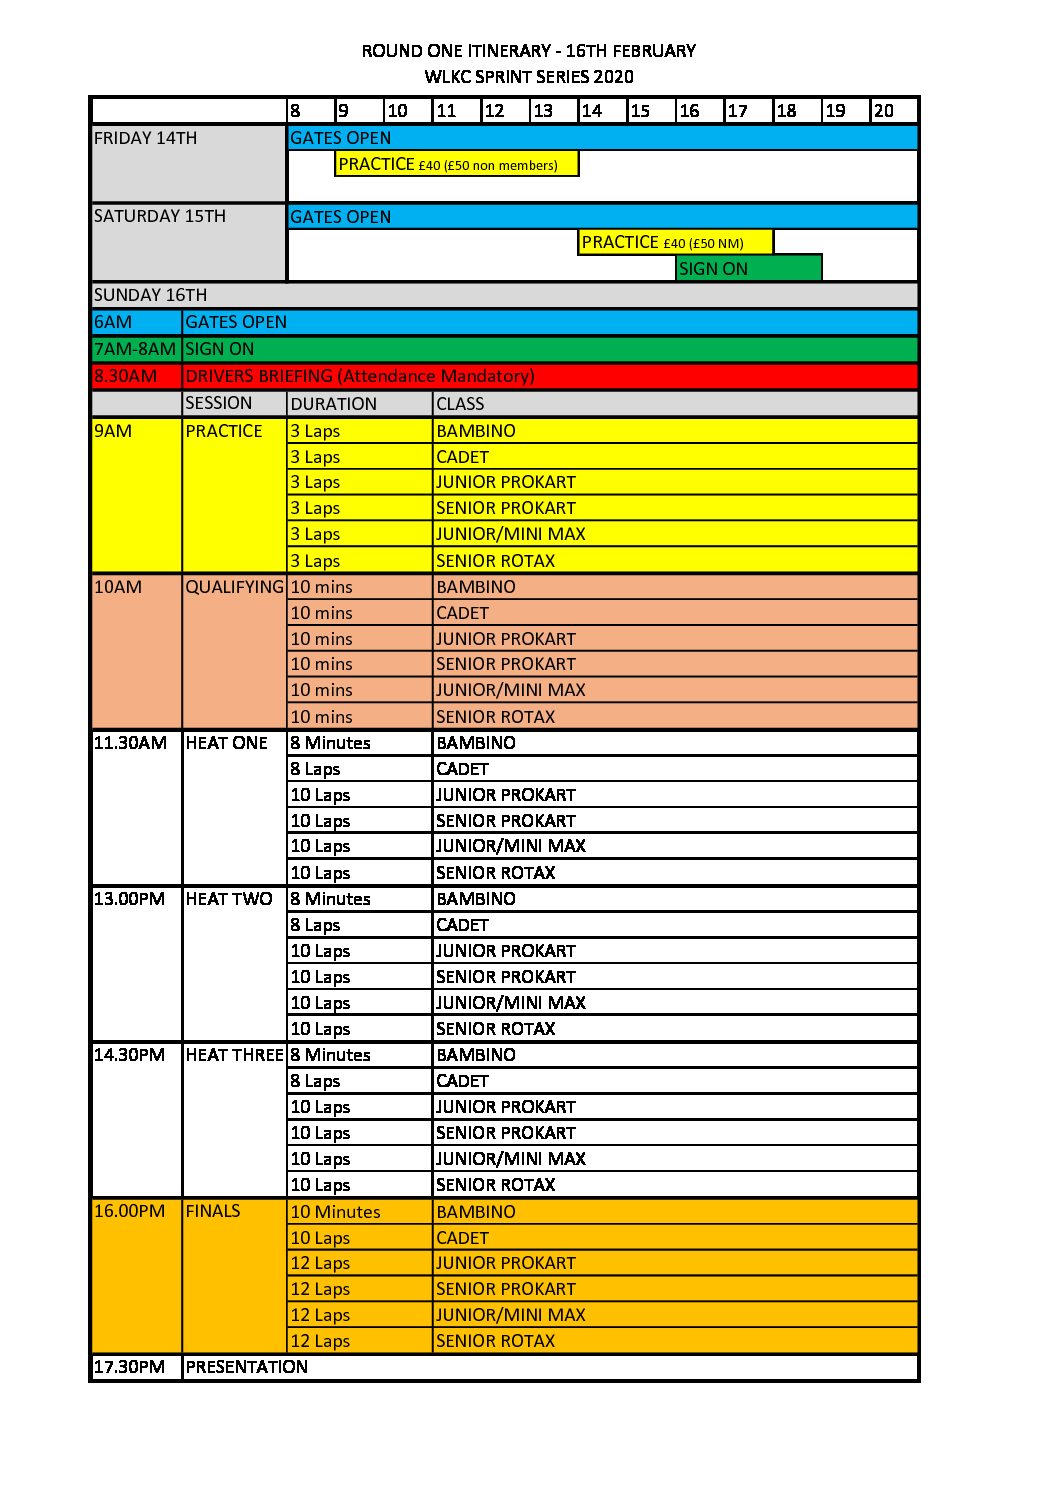 ROUND ONE ITINERARY - 16TH FEBRUARY
WLKC SPRINT SERIES 2020
8 9 10 11 12 13 14 15 16 17 18 19 20
FRIDAY 14TH GATES OPEN
PRACTICE £40 (£50 non members)
SATURDAY 15TH GATES OPEN
PRACTICE £40 (£50 NM)
SIGN ON
SUNDAY 16TH
6AM GATES OPEN
7AM-8AM SIGN ON
8.30AM DRIVERS BRIEFING (Attendance Mandatory)
SESSION DURATION CLASS
9AM PRACTICE 3 Laps BAMBINO
3 Laps CADET
3 Laps JUNIOR PROKART
3 Laps SENIOR PROKART
3 Laps JUNIOR/MINI MAX
3 Laps SENIOR ROTAX
10AM QUALIFYING 10 mins BAMBINO
10 mins CADET
10 mins JUNIOR PROKART
10 mins SENIOR PROKART
10 mins JUNIOR/MINI MAX
10 mins SENIOR ROTAX
11.30AM HEAT ONE 8 Minutes BAMBINO
8 Laps CADET
10 Laps JUNIOR PROKART
10 Laps SENIOR PROKART
10 Laps JUNIOR/MINI MAX
10 Laps SENIOR ROTAX
13.00PM HEAT TWO 8 Minutes BAMBINO
8 Laps CADET
10 Laps JUNIOR PROKART
10 Laps SENIOR PROKART
10 Laps JUNIOR/MINI MAX
10 Laps SENIOR ROTAX
14.30PM HEAT THREE 8 Minutes BAMBINO
8 Laps CADET
10 Laps JUNIOR PROKART
10 Laps SENIOR PROKART
10 Laps JUNIOR/MINI MAX
10 Laps SENIOR ROTAX
16.00PM FINALS 10 Minutes BAMBINO
10 Laps CADET
12 Laps JUNIOR PROKART
12 Laps SENIOR PROKART
12 Laps JUNIOR/MINI MAX
12 Laps SENIOR ROTAX
17.30PM PRESENTATION